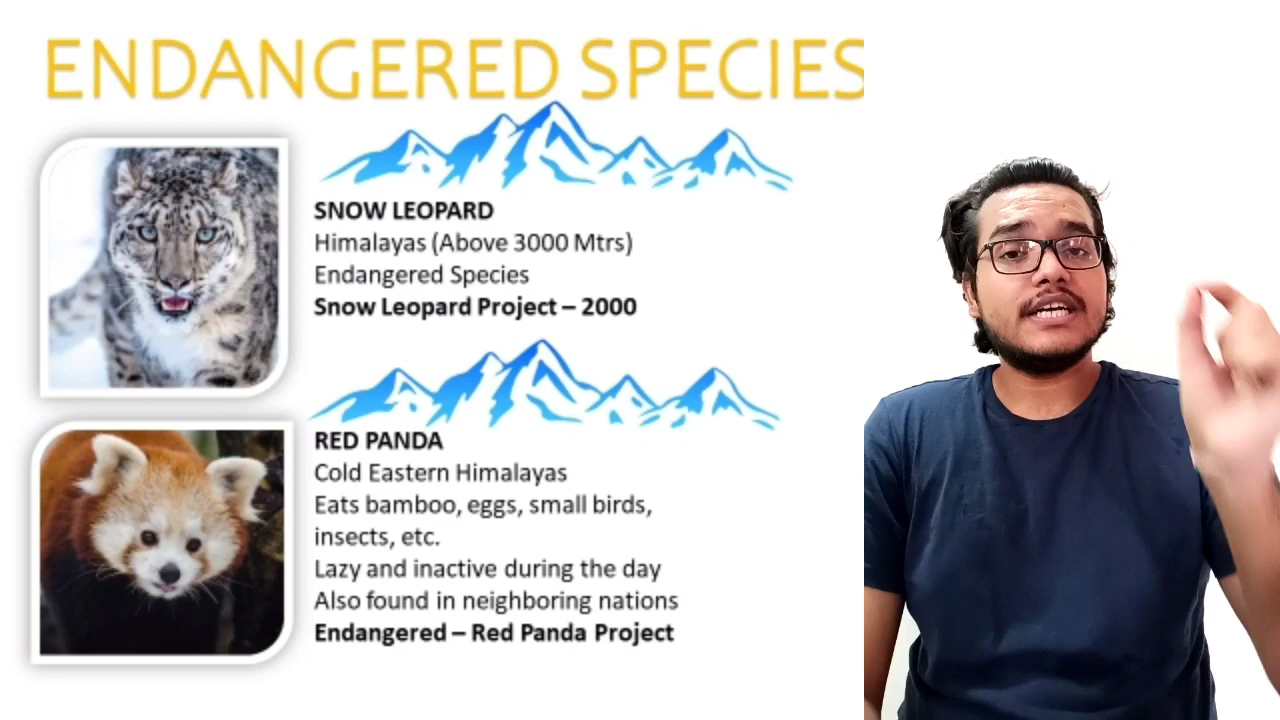 ENDANGERED SPECIES
SNOW LEOPARD
Himalayas (Above 3000 Mtrs)
Endangered Species
Snow Leopard Project – 2000
RED PANDA
Cold Eastern Himalayas
Eats bamboo, eggs, small birds,
insects, etc.
Lazy and inactive during the day
Also found in neighboring nations
Endangered – Red Panda Project